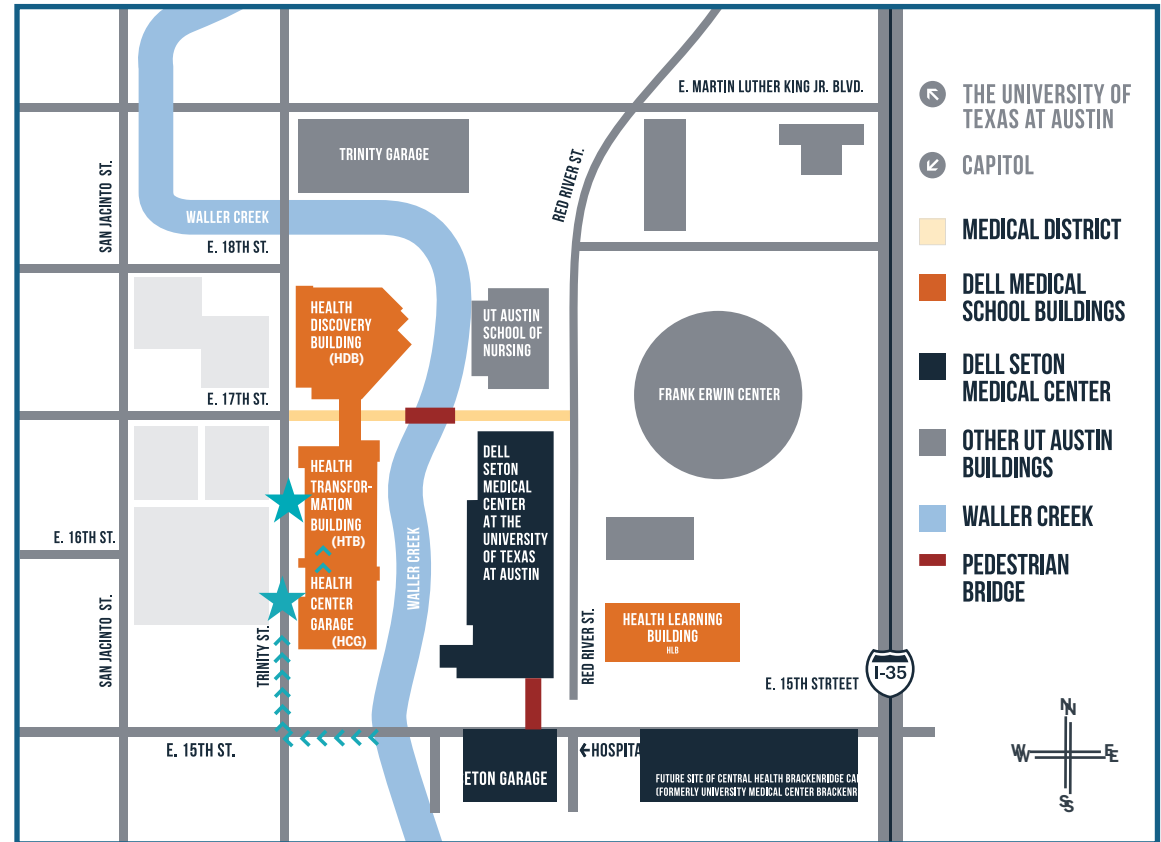 E. MARTIN LUTHER KING JR. BLVD.
TRINITY GARAGE
SAN JACINTO ST.
RED RIVER ST.
WALLER CREEK
E. 18TH ST.
HEALTH
DISCOVERY
BUILDING
(HDB)
UT AUSTIN
SCHOOL OF
NURSING
E. 17TH ST.
FRANK ERWIN CENTER
HEALTH
TRANSFOR-
MATION
BUILDING
(HTB)
DELL
SETON
MEDICAL
CENTER
AT THE
UNIVERSITY
OF TEXAS
AT AUSTIN
E. 16TH ST.
WALLER CREEK
HEALTH
CENTER
GARAGE
(HCG)
SAN JACINTO ST.
TRINITY ST.
RED RIVER ST.
HEALTH LEARNING
BUILDING
HLB
E. 15TH STRTEET
I-35
E. 15TH ST.
ETON GARAGE
HOSPITA
FUTURE SITE OF CENTRAL HEALTH BRACKENRIDGE CA
(FORMERLY UNIVERSITY MEDICAL CENTER BRACKENR
THE UNIVERSITY OF
TEXAS AT AUSTIN
CAPITOL
MEDICAL DISTRICT
DELL MEDICAL
SCHOOL BUILDINGS
DELL SETON
MEDICAL CENTER
OTHER UT AUSTIN
BUILDINGS
WALLER CREEK
PEDESTRIAN
BRIDGE
N
W E
S